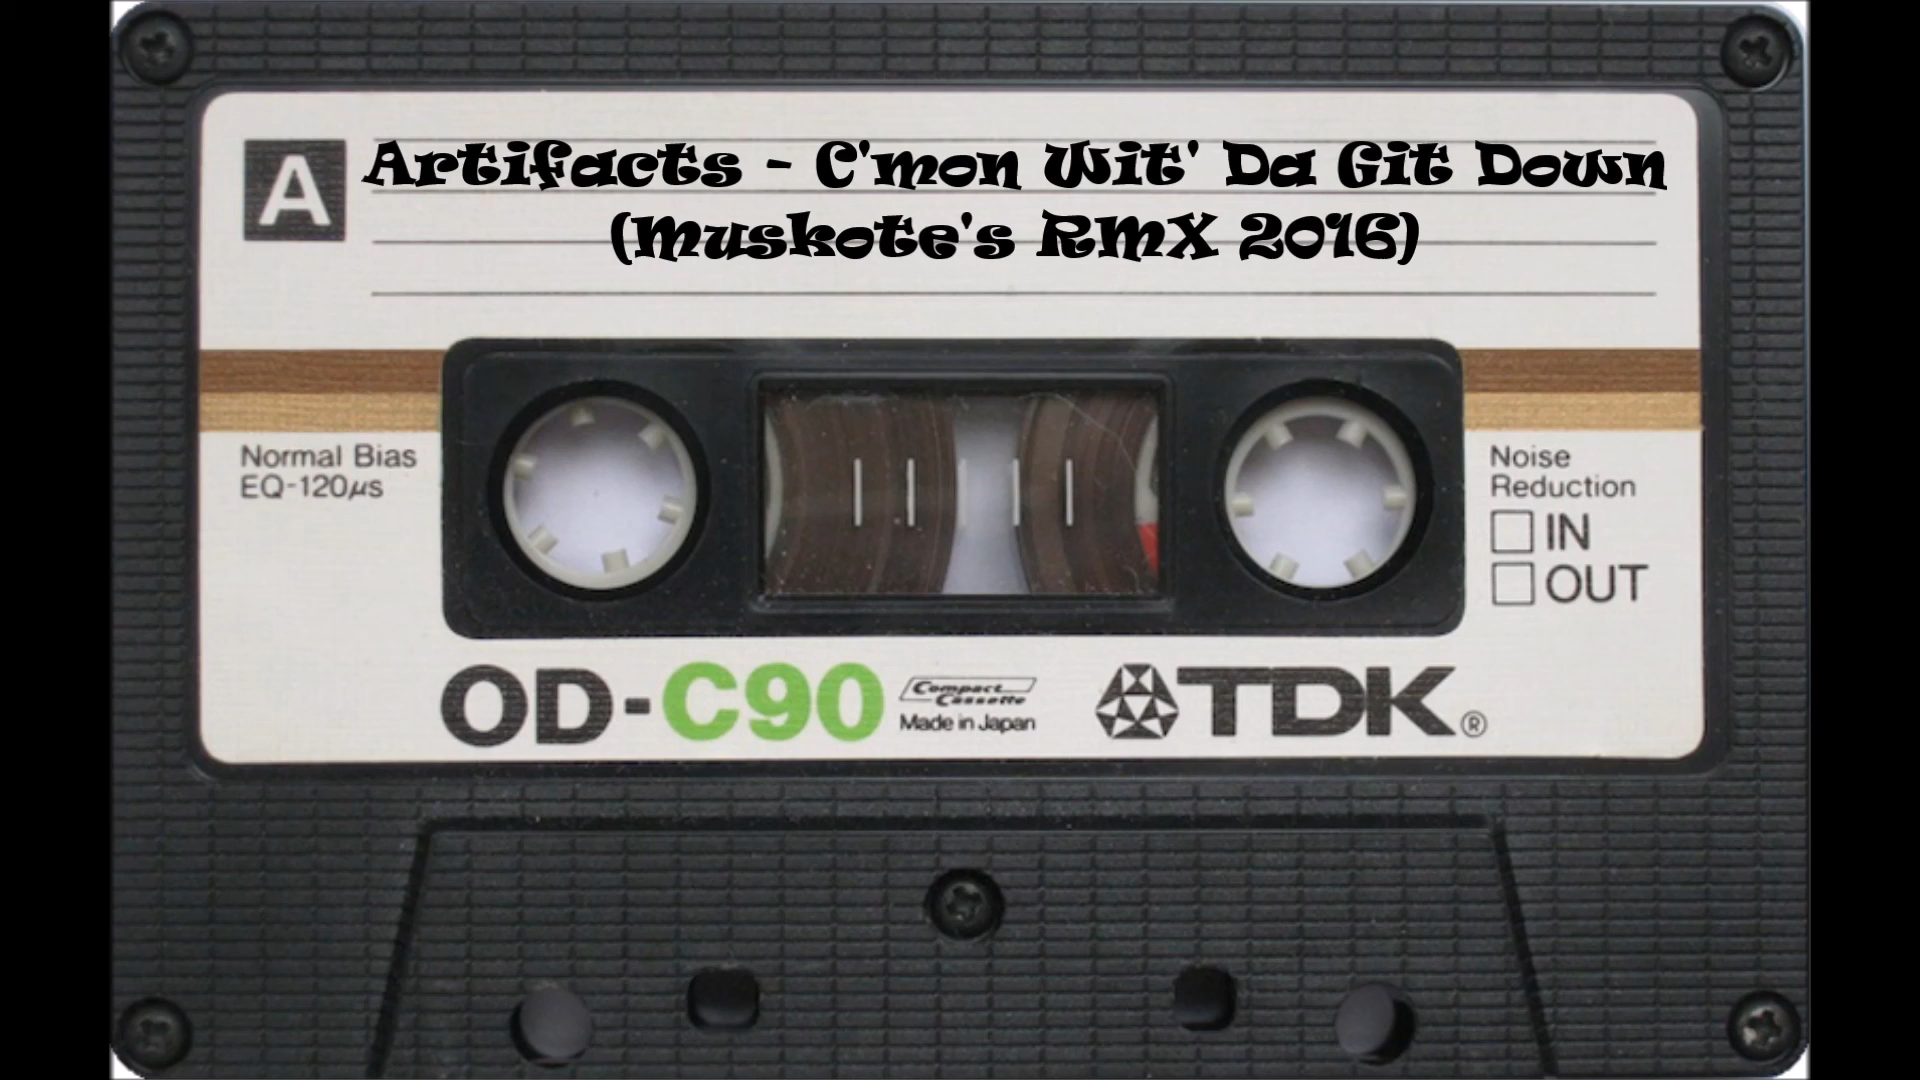 A
Artifacts - C'mon Wit' Da Git Down
(Muskote's RMX 2016)
Normal Bias
EQ-120μs
Noise
Reduction
IN
OUT
OD-C90
Compact
Cassette
Made in Japan
TDK®